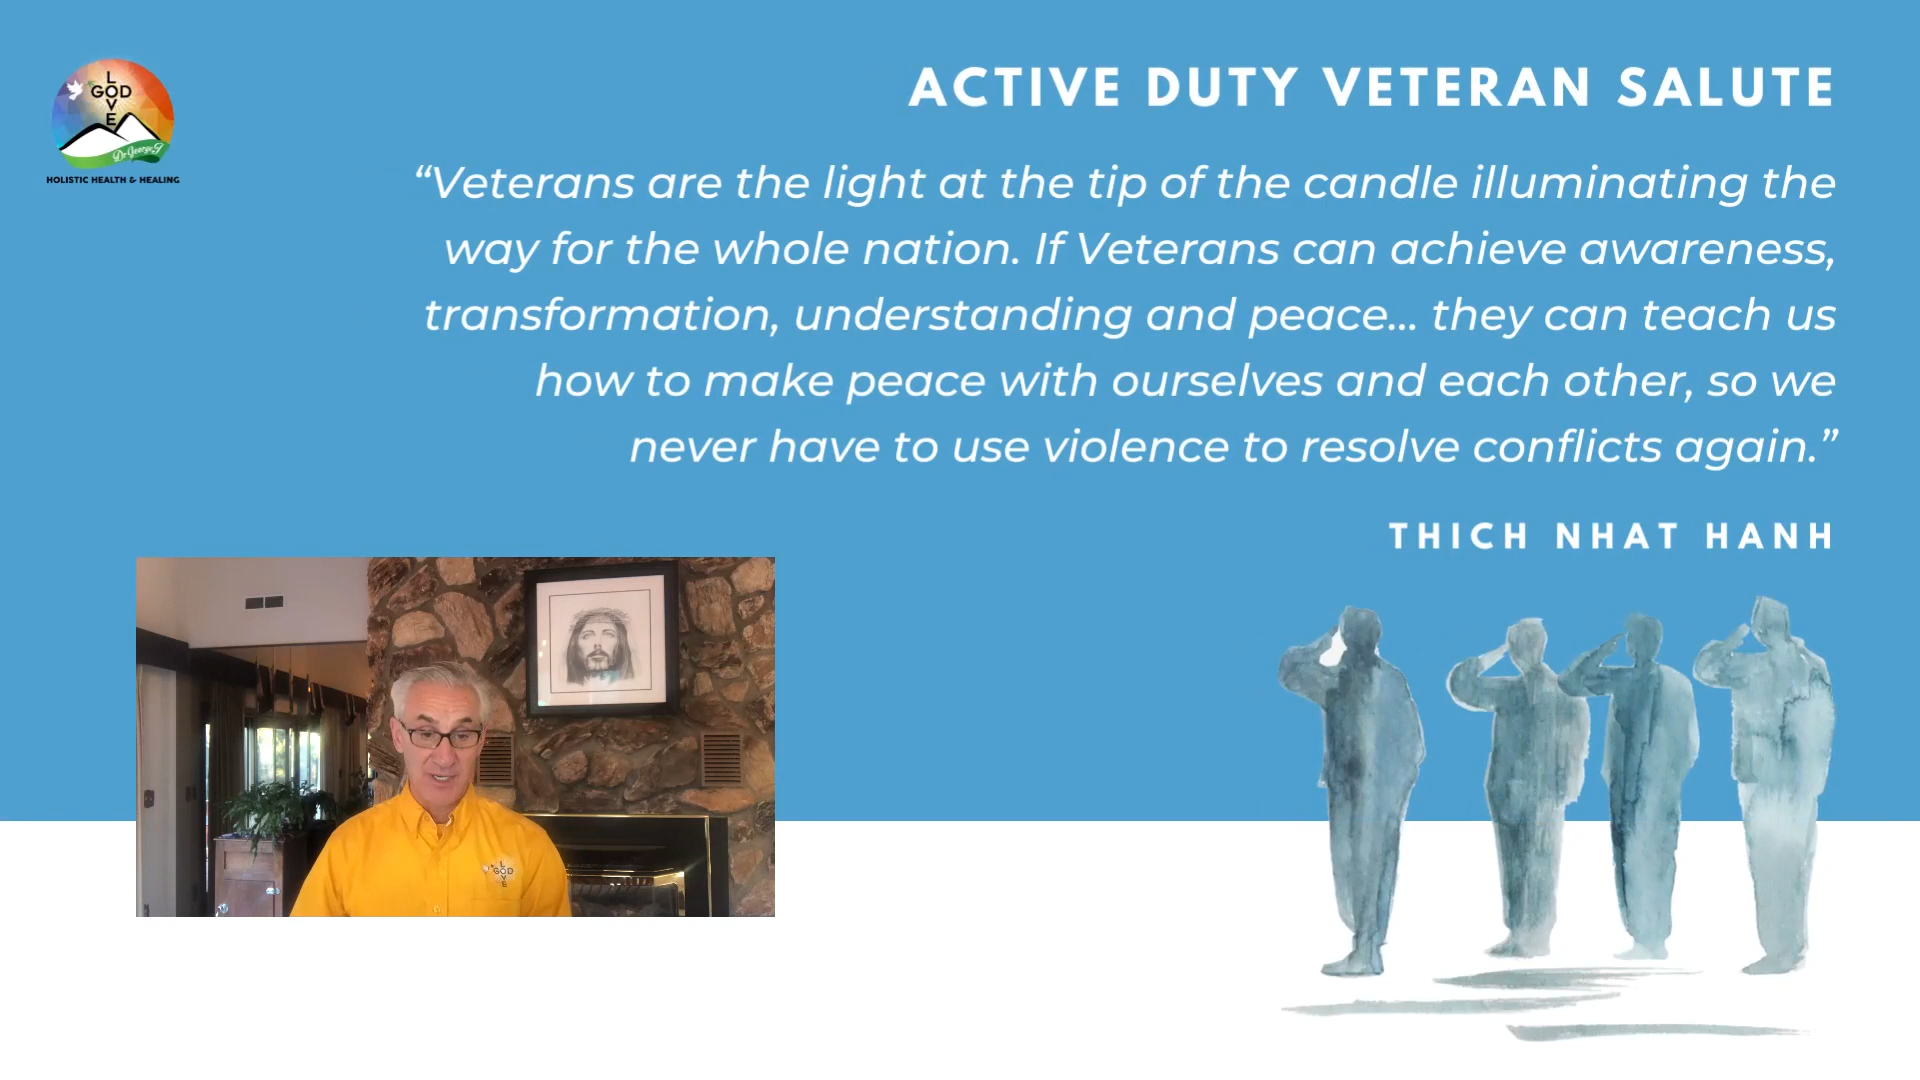 LOVE
GOD
Dr George J
HOLISTIC HEALTH & HEALING
ACTIVE DUTY VETERAN SALUTE
“Veterans are the light at the tip of the candle illuminating the
way for the whole nation. If Veterans can achieve awareness,
transformation, understanding and peace... they can teach us
how to make peace with ourselves and each other, so we
never have to use violence to resolve conflicts again.”
THICH NHAT HANH
LOVE
GOD